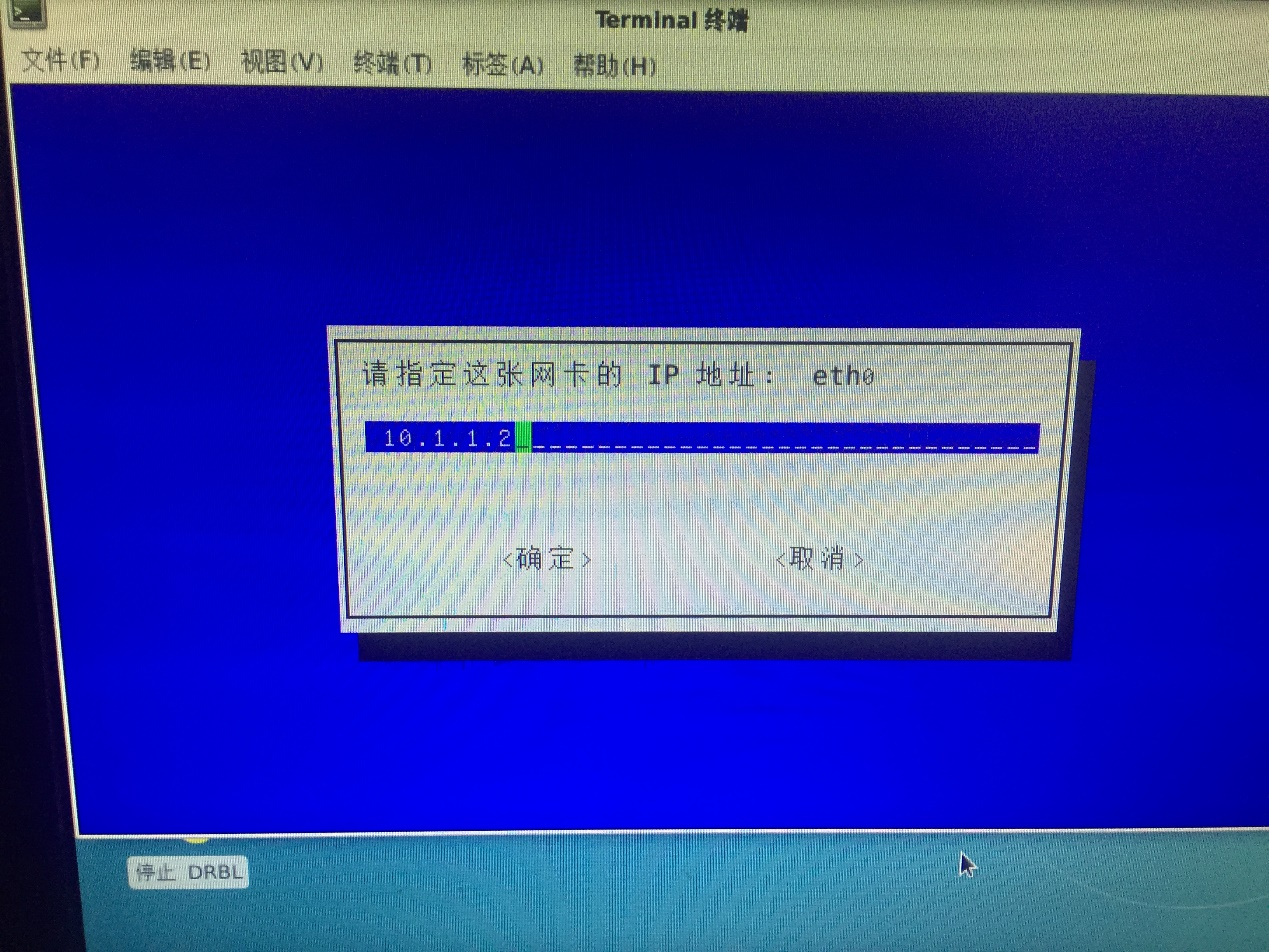 Terminal 终端
文件(F) 编辑(E) 视图(V) 终端(T) 标签(A) 帮助(H)
请指定这张网卡的 IP 地址： eth0
10.1.1.2
<确定> <取消>
停止 DRBL